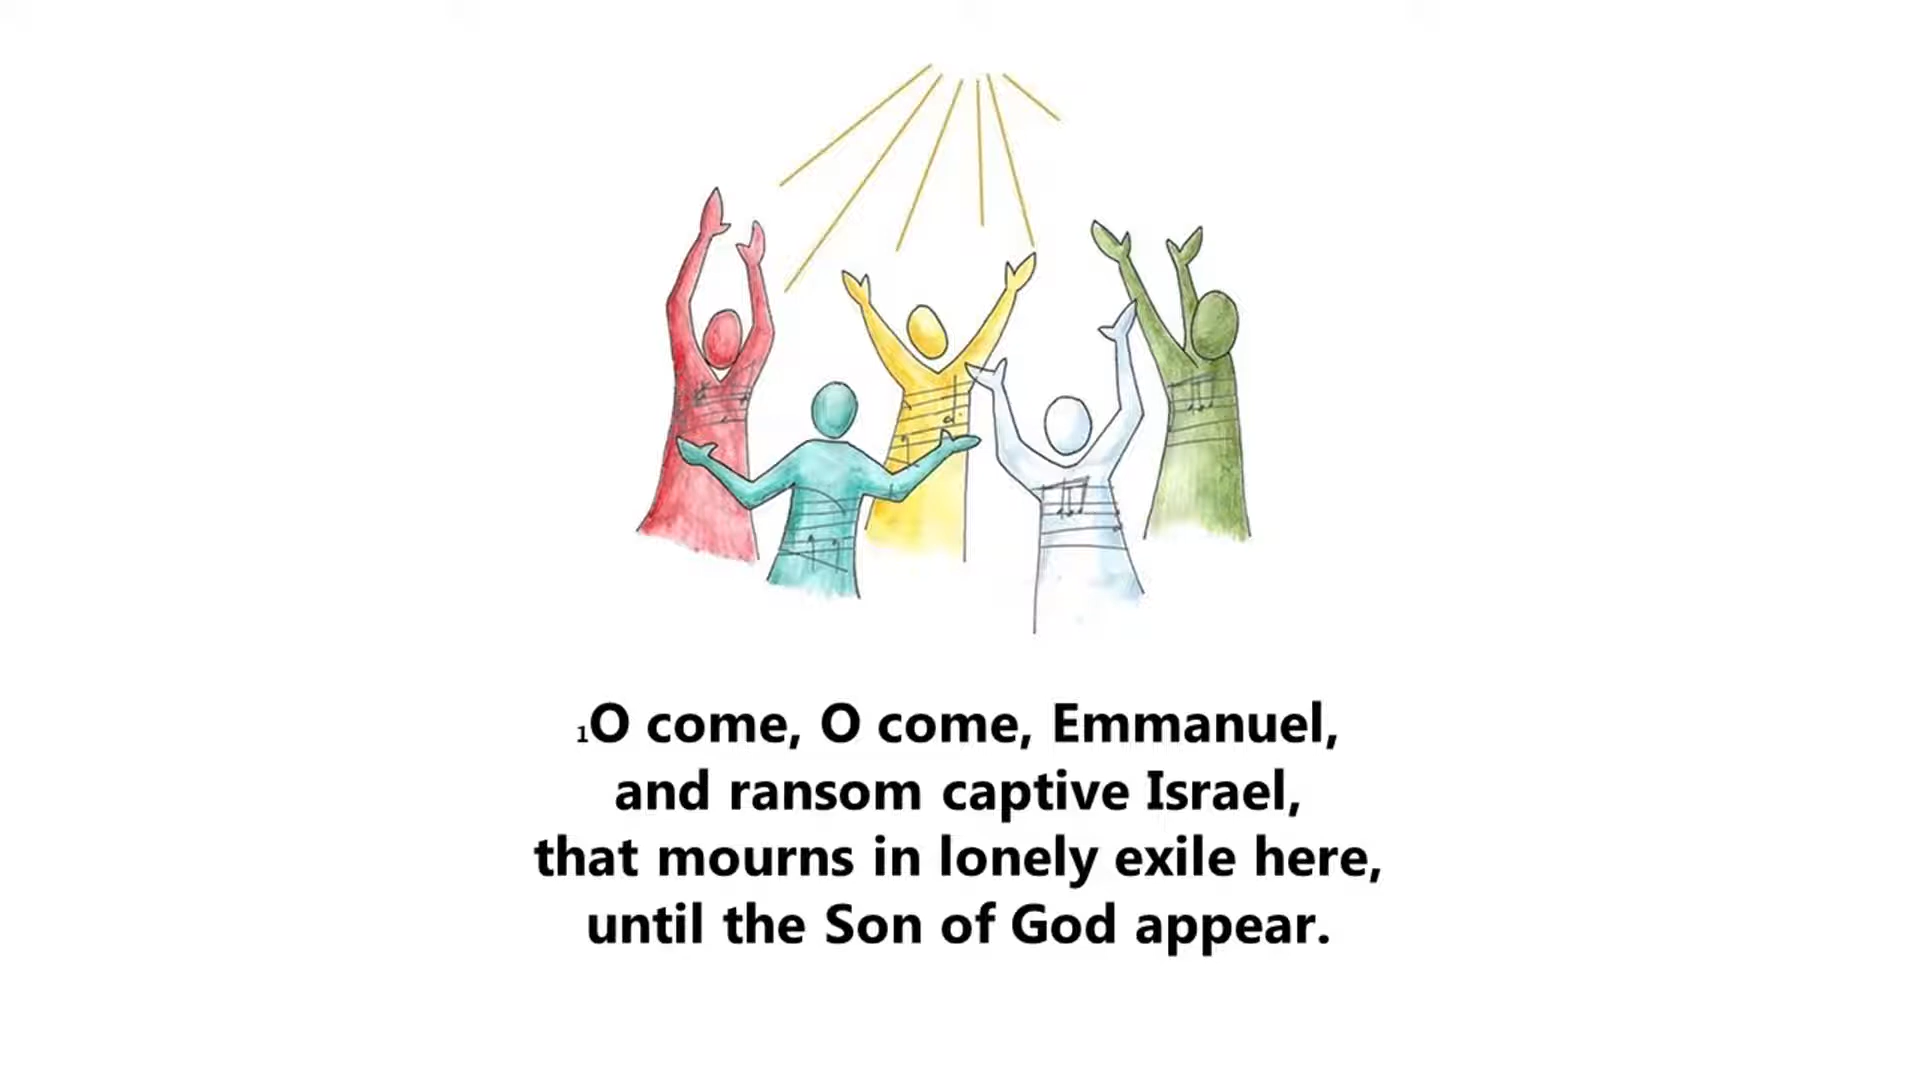 1O come, O come, Emmanuel,
and ransom captive Israel,
that mourns in lonely exile here,
until the Son of God appear.